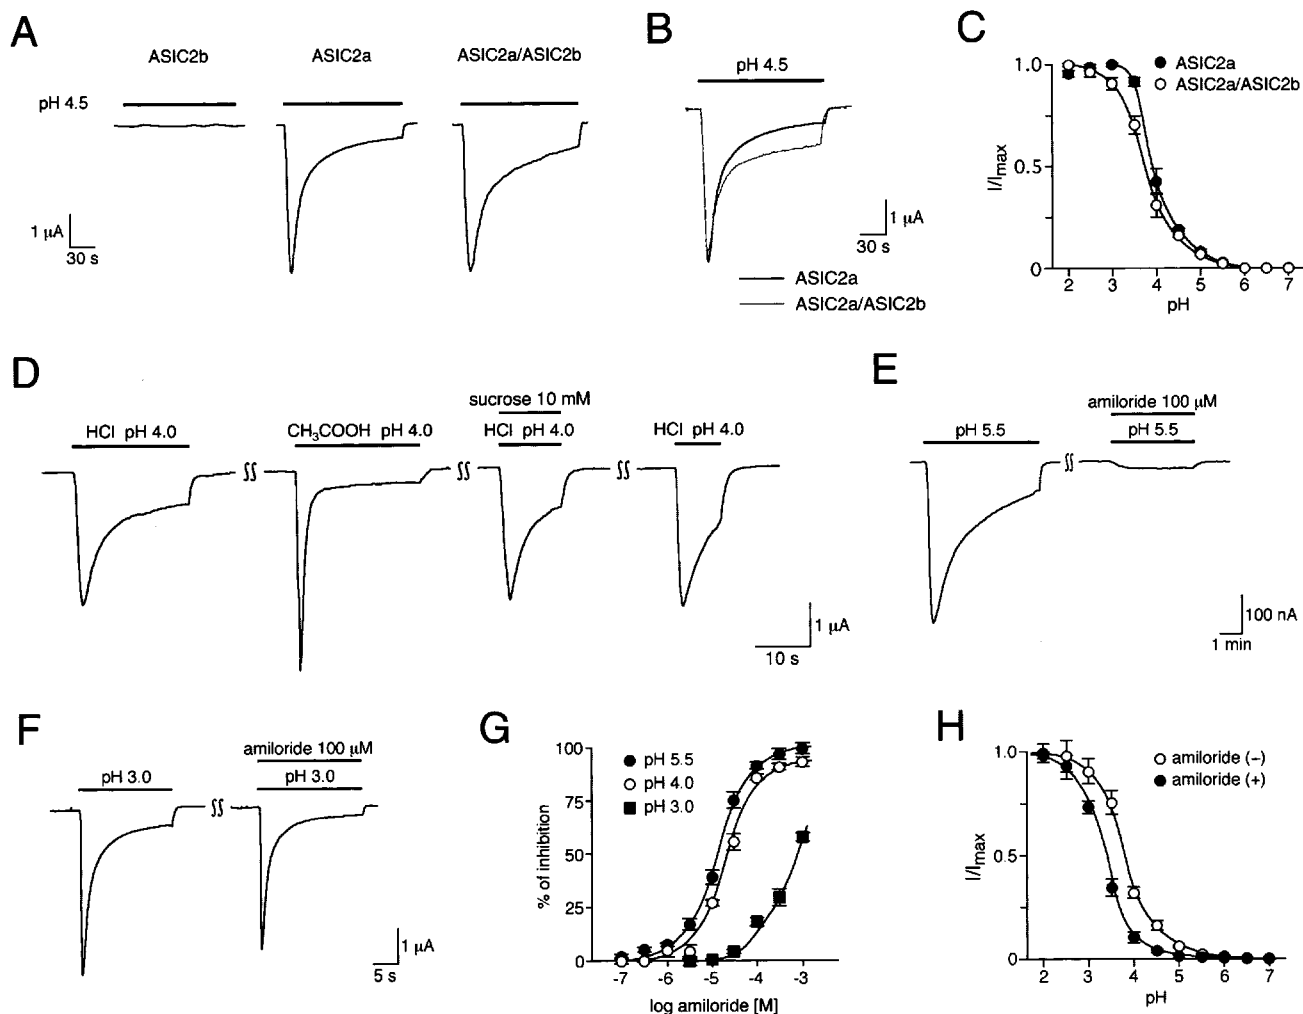 A
ASIC2b
ASIC2a
ASIC2a/ASIC2b
pH 4.5
1 μA
30 s
B
pH 4.5
1 μA
30 s
ASIC2a
ASIC2a/ASIC2b
C
ASIC2a
ASIC2a/ASIC2b
1.0
0.5
0
I/Imax
2 3 4 5 6 7
pH
D
HCl pH 4.0
CH₃COOH pH 4.0
sucrose 10 mM
HCl pH 4.0
HCl pH 4.0
1 μA
10 s
E
pH 5.5
amiloride 100 μM
pH 5.5
100 nA
1 min
F
pH 3.0
amiloride 100 μM
pH 3.0
1 μA
5 s
G
pH 5.5
pH 4.0
pH 3.0
100
75
50
25
0
% of inhibition
-7 -6 -5 -4 -3
log amiloride [M]
H
amiloride (−)
amiloride (+)
1.0
0.5
0
I/Imax
2 3 4 5 6 7
pH